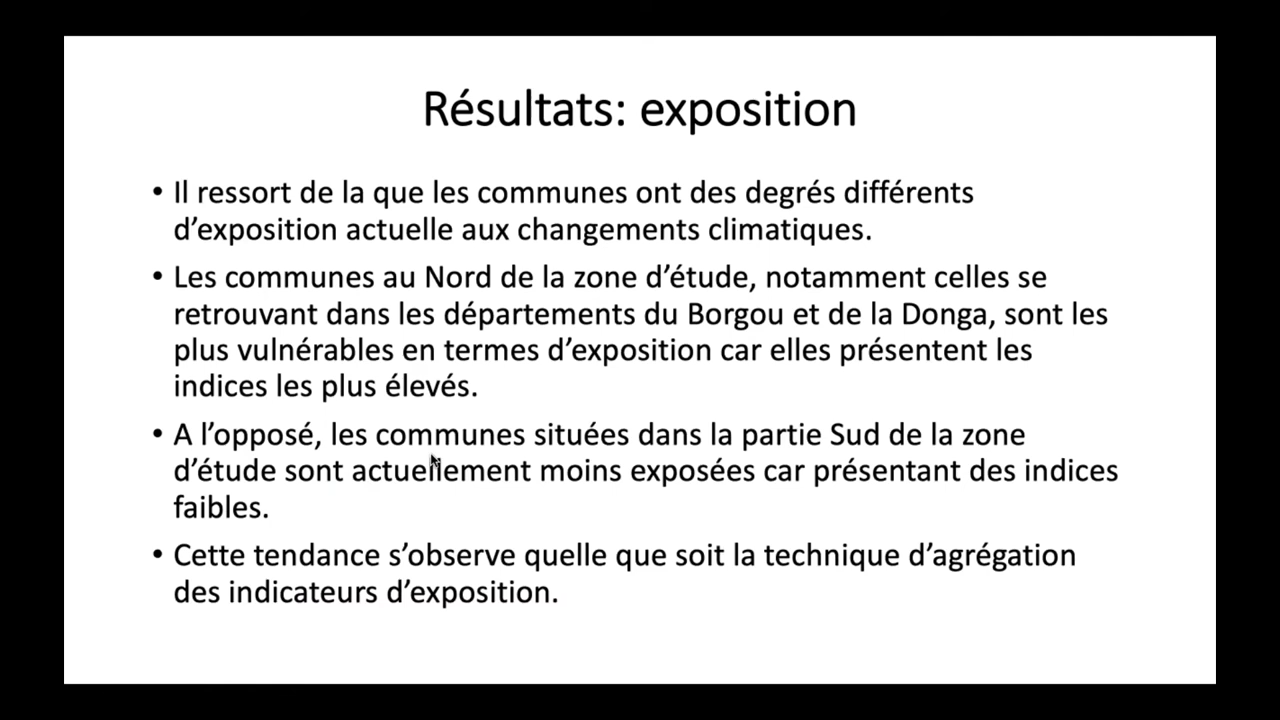 Résultats: exposition
• Il ressort de la que les communes ont des degrés différents
d’exposition actuelle aux changements climatiques.
• Les communes au Nord de la zone d’étude, notamment celles se
retrouvant dans les départements du Borgou et de la Donga, sont les
plus vulnérables en termes d’exposition car elles présentent les
indices les plus élevés.
• A l’opposé, les communes situées dans la partie Sud de la zone
d’étude sont actuellement moins exposées car présentant des indices
faibles.
• Cette tendance s’observe quelle que soit la technique d’agrégation
des indicateurs d’exposition.